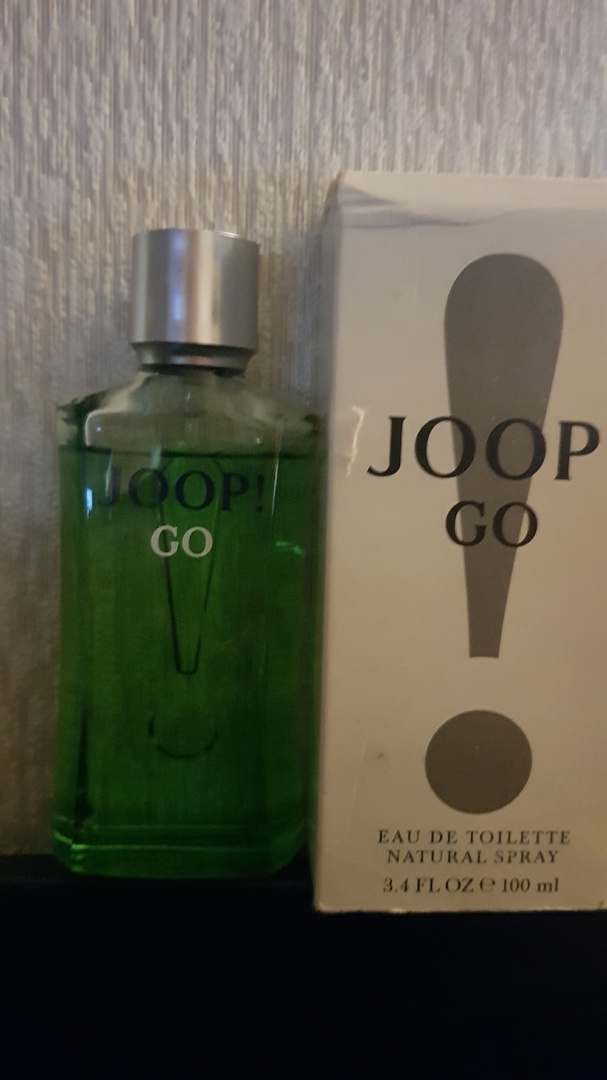 JOOP!
GO
JOOP
GO
EAU DE TOILETTE
NATURAL SPRAY
3.4 FL OZ ℮ 100 ml